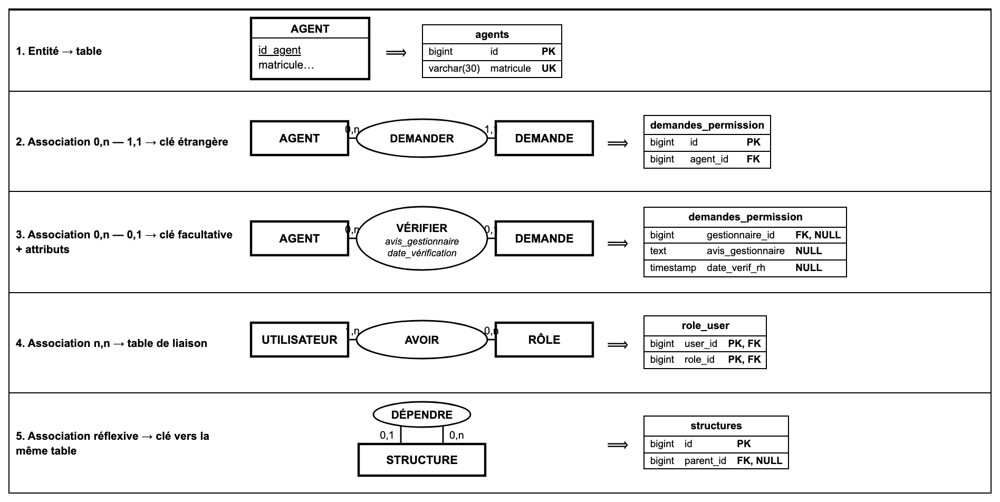 1. Entité → table
AGENT
id_agent
matricule…
⟹
agents
bigint id PK
varchar(30) matricule UK
2. Association 0,n — 1,1 → clé étrangère
AGENT
0,n
DEMANDER
1,
DEMANDE
⟹
demandes_permission
bigint id PK
bigint agent_id FK
3. Association 0,n — 0,1 → clé facultative
+ attributs
AGENT
0,n
VÉRIFIER
avis_gestionnaire
date_vérification
0,
DEMANDE
⟹
demandes_permission
bigint gestionnaire_id FK, NULL
text avis_gestionnaire NULL
timestamp date_verif_rh NULL
4. Association n,n → table de liaison
UTILISATEUR
,n
AVOIR
0,n
RÔLE
⟹
role_user
bigint user_id PK, FK
bigint role_id PK, FK
5. Association réflexive → clé vers la
même table
DÉPENDRE
0,1
0,n
STRUCTURE
⟹
structures
bigint id PK
bigint parent_id FK, NULL